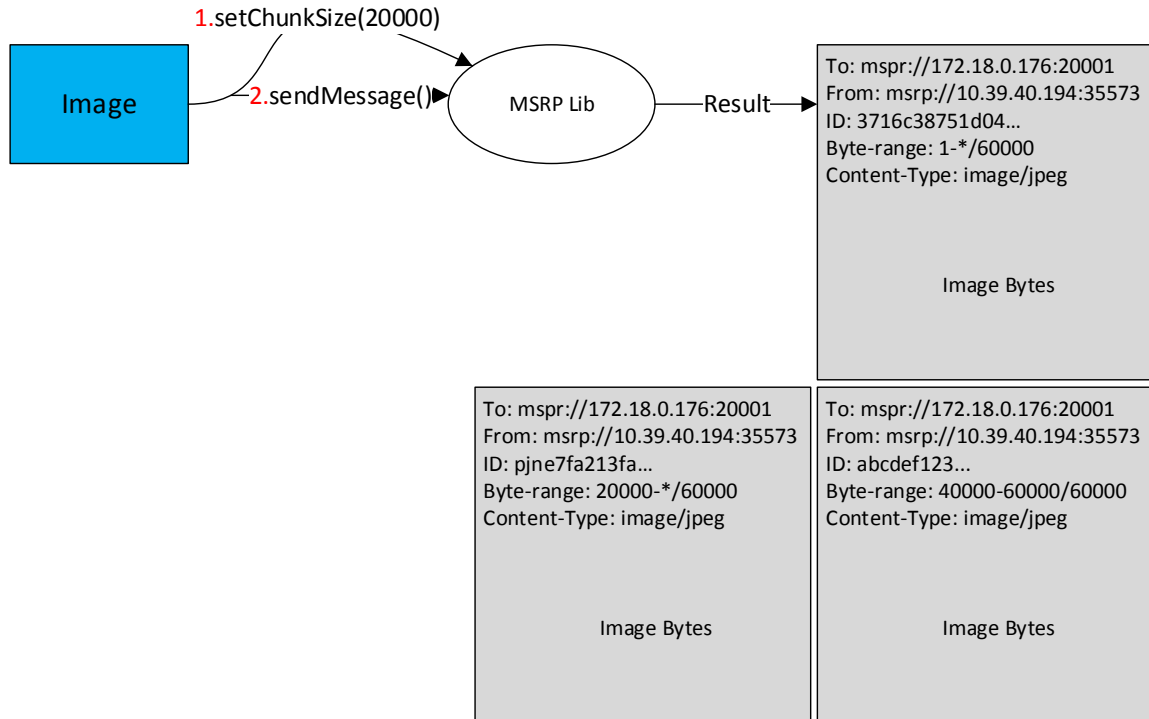 1.setChunkSize(20000)
Image
2.sendMessage()
MSRP Lib
Result
To: mspr://172.18.0.176:20001
From: msrp://10.39.40.194:35573
ID: 3716c38751d04...
Byte-range: 1-*/60000
Content-Type: image/jpeg
Image Bytes
To: mspr://172.18.0.176:20001
From: msrp://10.39.40.194:35573
ID: pjne7fa213fa...
Byte-range: 20000-*/60000
Content-Type: image/jpeg
Image Bytes
To: mspr://172.18.0.176:20001
From: msrp://10.39.40.194:35573
ID: abcdef123...
Byte-range: 40000-60000/60000
Content-Type: image/jpeg
Image Bytes